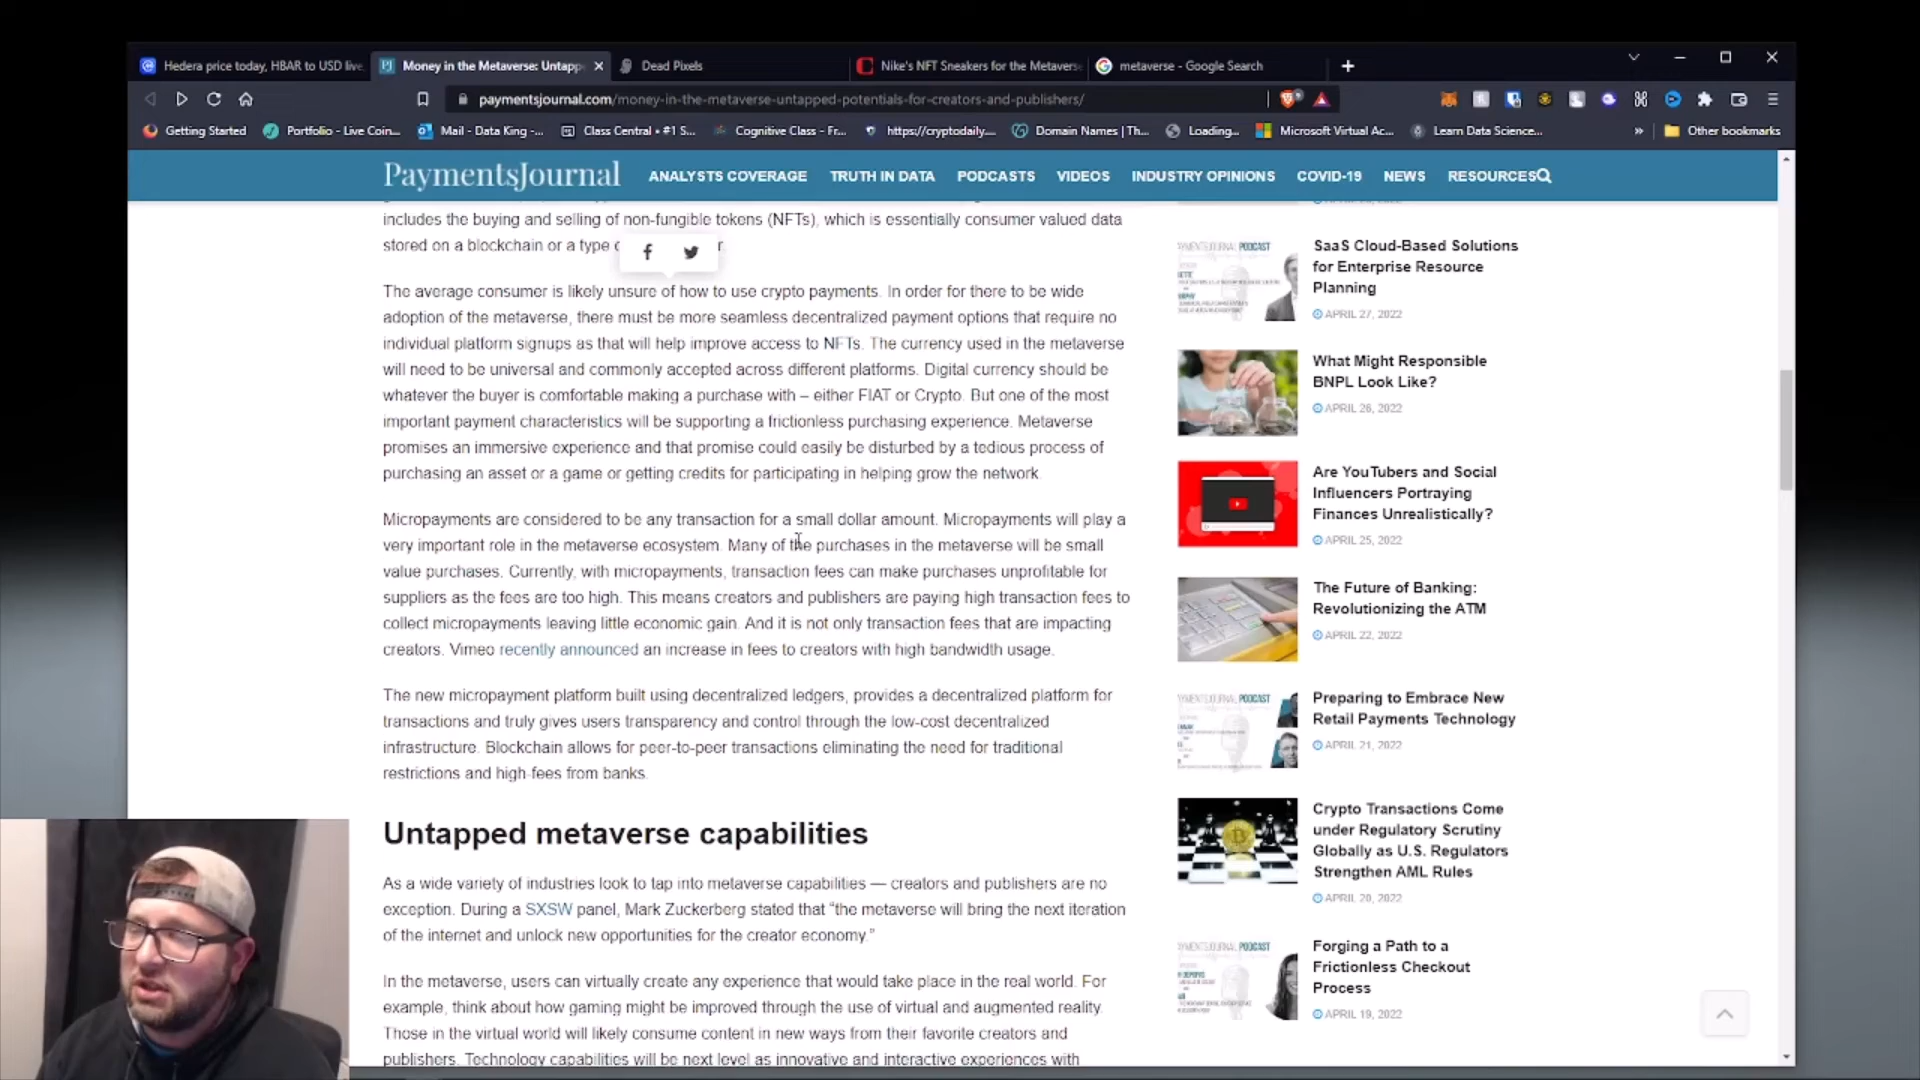 Hedera price today, HBAR to USD live,
Money in the Metaverse: Untapp
Dead Pixels
Nike's NFT Sneakers for the Metavers
metaverse - Google Search
paymentsjournal.com/money-in-the-metaverse-untapped-potentials-for-creators-and-publishers/
Getting Started
Portfolio - Live Coin...
Mail - Data King -...
Class Central • #1 S...
Cognitive Class - Fr...
https://cryptodaily....
Domain Names | Th...
Loading...
Microsoft Virtual Ac...
Learn Data Science...
Other bookmarks
PaymentsJournal
ANALYSTS COVERAGE
TRUTH IN DATA
PODCASTS
VIDEOS
INDUSTRY OPINIONS
COVID-19
NEWS
RESOURCES
includes the buying and selling of non-fungible tokens (NFTs), which is essentially consumer valued data
stored on a blockchain or a type
The average consumer is likely unsure of how to use crypto payments. In order for there to be wide
adoption of the metaverse, there must be more seamless decentralized payment options that require no
individual platform signups as that will help improve access to NFTs. The currency used in the metaverse
will need to be universal and commonly accepted across different platforms. Digital currency should be
whatever the buyer is comfortable making a purchase with – either FIAT or Crypto. But one of the most
important payment characteristics will be supporting a frictionless purchasing experience. Metaverse
promises an immersive experience and that promise could easily be disturbed by a tedious process of
purchasing an asset or a game or getting credits for participating in helping grow the network.
Micropayments are considered to be any transaction for a small dollar amount. Micropayments will play a
very important role in the metaverse ecosystem. Many of the purchases in the metaverse will be small
value purchases. Currently, with micropayments, transaction fees can make purchases unprofitable for
suppliers as the fees are too high. This means creators and publishers are paying high transaction fees to
collect micropayments leaving little economic gain. And it is not only transaction fees that are impacting
creators. Vimeo recently announced an increase in fees to creators with high bandwidth usage.
The new micropayment platform built using decentralized ledgers, provides a decentralized platform for
transactions and truly gives users transparency and control through the low-cost decentralized
infrastructure. Blockchain allows for peer-to-peer transactions eliminating the need for traditional
restrictions and high-fees from banks.
Untapped metaverse capabilities
As a wide variety of industries look to tap into metaverse capabilities — creators and publishers are no
exception. During a SXSW panel, Mark Zuckerberg stated that “the metaverse will bring the next iteration
of the internet and unlock new opportunities for the creator economy.”
In the metaverse, users can virtually create any experience that would take place in the real world. For
example, think about how gaming might be improved through the use of virtual and augmented reality.
Those in the virtual world will likely consume content in new ways from their favorite creators and
publishers. Technology capabilities will be next level as innovative and interactive experiences with
SaaS Cloud-Based Solutions
for Enterprise Resource
Planning
APRIL 27, 2022
What Might Responsible
BNPL Look Like?
APRIL 26, 2022
Are YouTubers and Social
Influencers Portraying
Finances Unrealistically?
APRIL 25, 2022
The Future of Banking:
Revolutionizing the ATM
APRIL 22, 2022
Preparing to Embrace New
Retail Payments Technology
APRIL 21, 2022
Crypto Transactions Come
under Regulatory Scrutiny
Globally as U.S. Regulators
Strengthen AML Rules
APRIL 20, 2022
Forging a Path to a
Frictionless Checkout
Process
APRIL 19, 2022